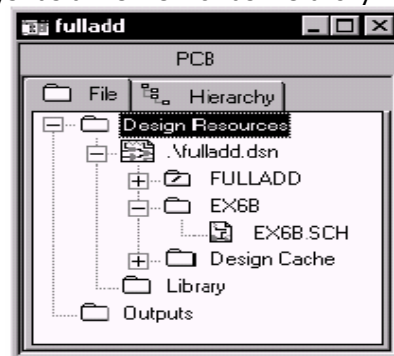 fulladd
PCB
File Hierarchy
Design Resources
.\fulladd.dsn
FULLADD
EX6B
EX6B.SCH
Design Cache
Library
Outputs